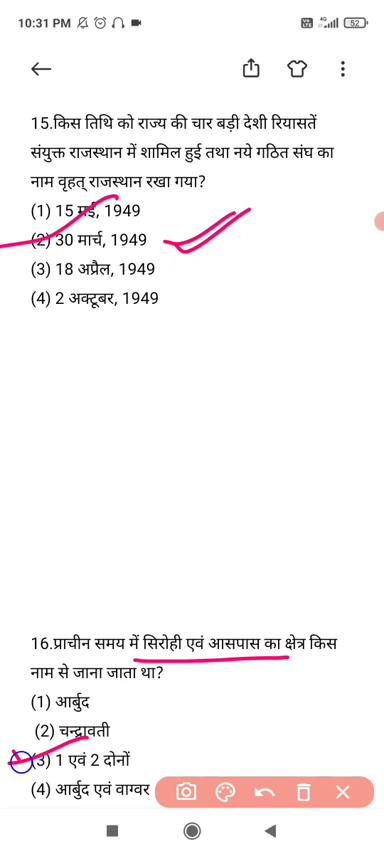 10:31 PM
4G
52
15.किस तिथि को राज्य की चार बड़ी देशी रियासतें
संयुक्त राजस्थान में शामिल हुई तथा नये गठित संघ का
नाम वृहत् राजस्थान रखा गया?
(1) 15 मई, 1949
(2) 30 मार्च, 1949
(3) 18 अप्रैल, 1949
(4) 2 अक्टूबर, 1949
16.प्राचीन समय में सिरोही एवं आसपास का क्षेत्र किस
नाम से जाना जाता था?
(1) आर्बुद
(2) चन्द्रावती
(3) 1 एवं 2 दोनों
(4) आर्बुद एवं वाग्वर